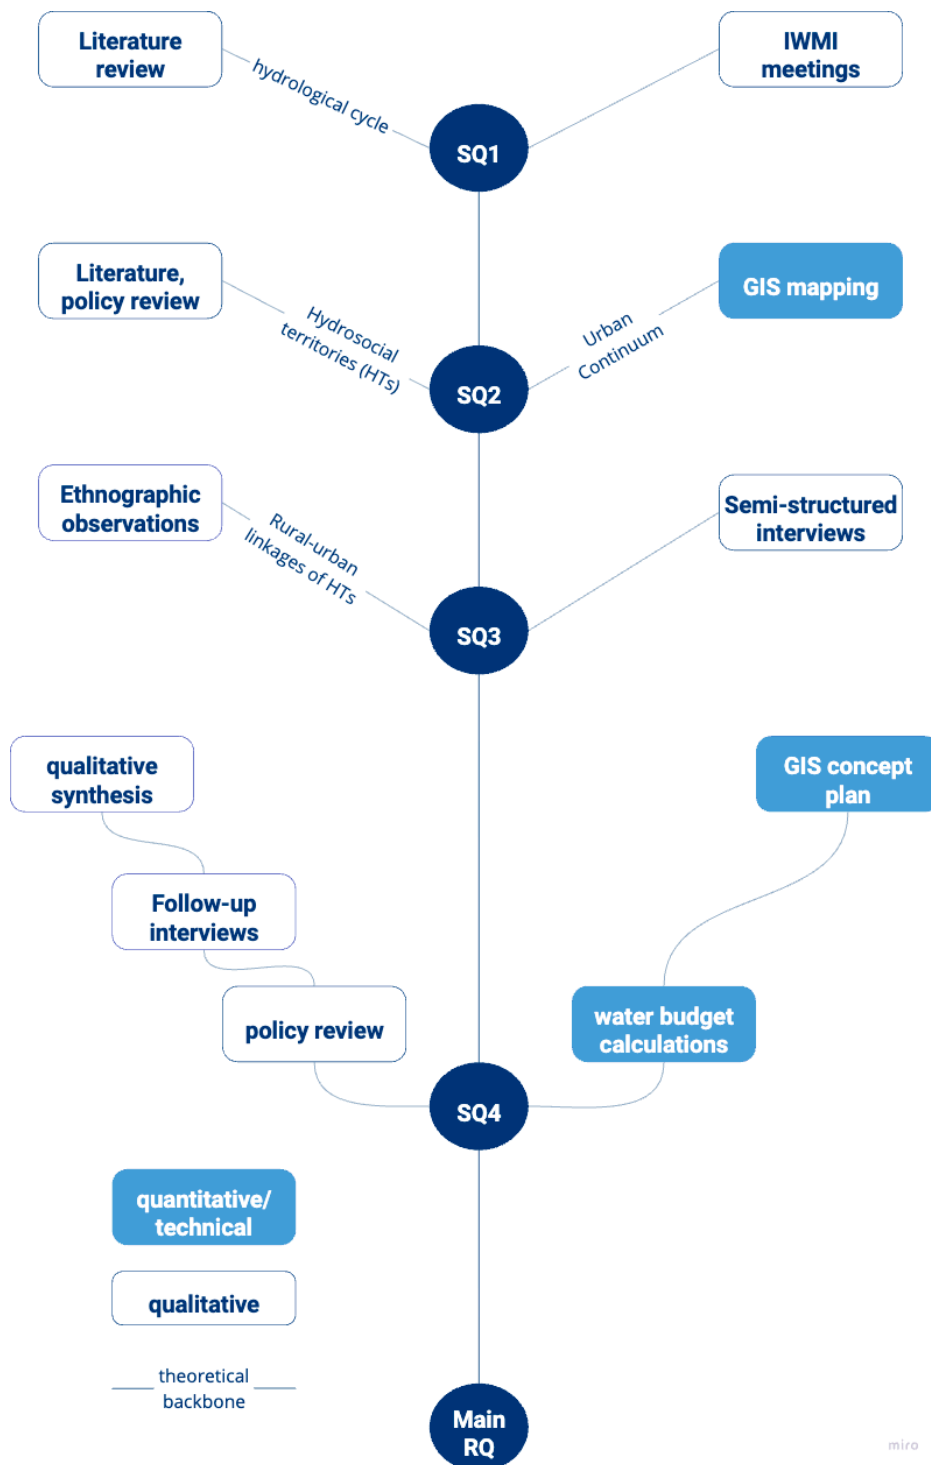 Literature
review
IWMI
meetings
hydrological cycle
SQ1
Literature,
policy review
GIS mapping
Hydrosocial
territories (HTs)
Urban
Continuum
SQ2
Ethnographic
observations
Semi-structured
interviews
Rural-urban
linkages of HTs
SQ3
qualitative
synthesis
GIS concept
plan
Follow-up
interviews
policy review
water budget
calculations
SQ4
quantitative/
technical
qualitative
theoretical
backbone
Main
RQ
miro